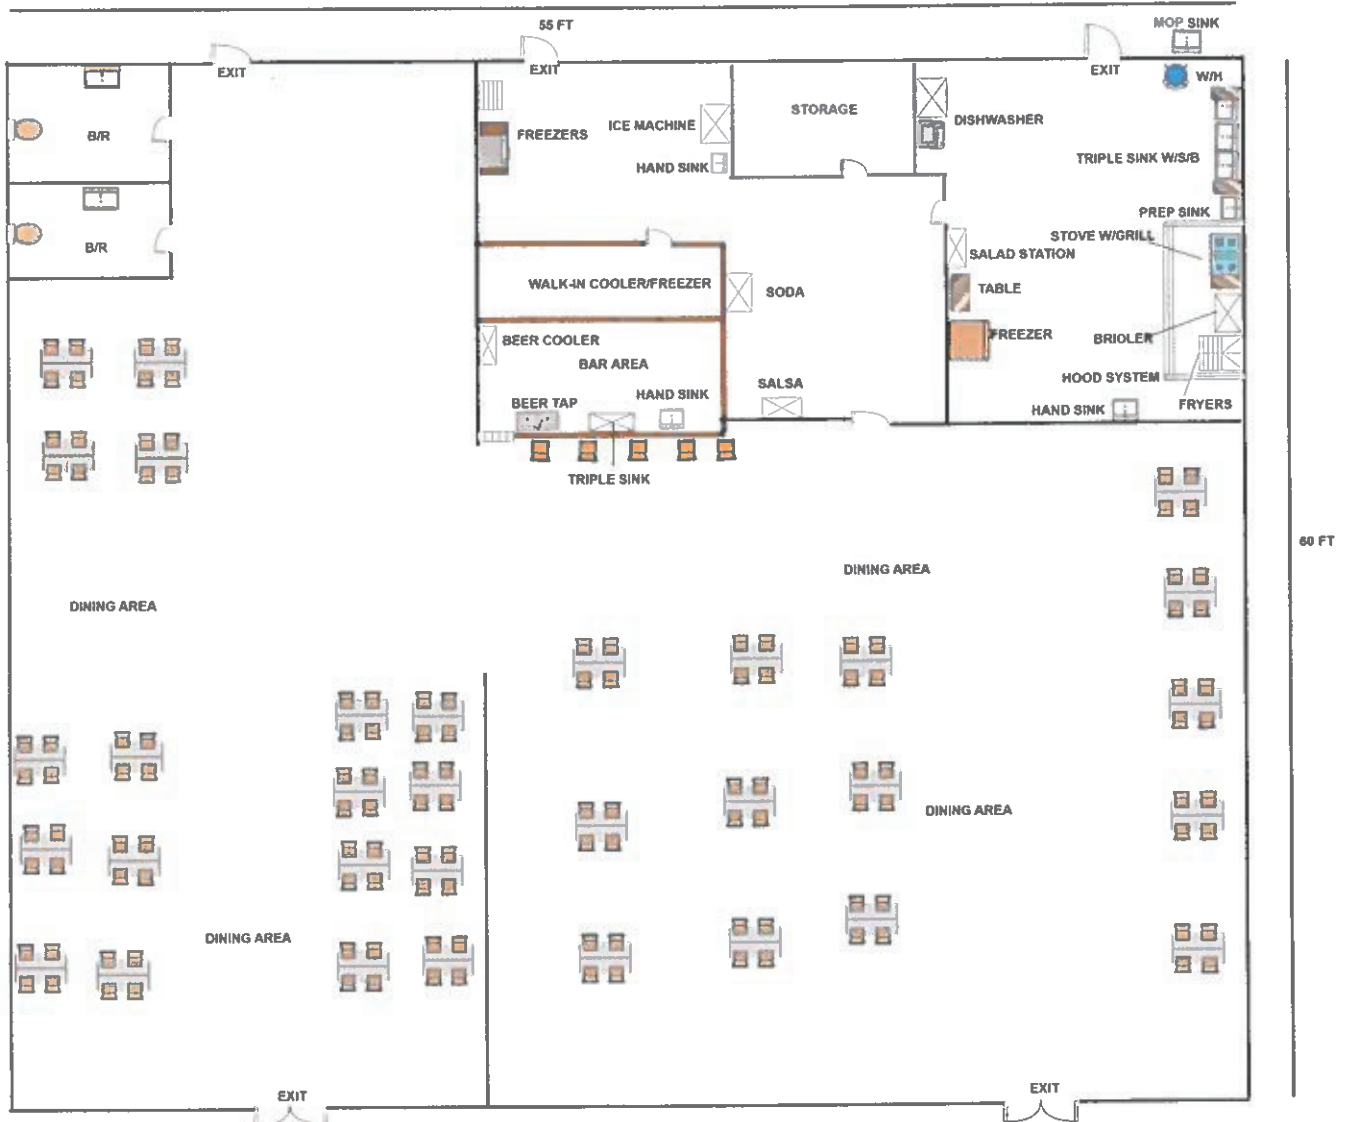 55 FT
MOP SINK
EXIT
EXIT
EXIT
W/H
B/R
FREEZERS
ICE MACHINE
HAND SINK
STORAGE
DISHWASHER
TRIPLE SINK W/S/B
PREP SINK
B/R
STOVE W/GRILL
SALAD STATION
WALK-IN COOLER/FREEZER
SODA
TABLE
BEER COOLER
FREEZER
BRIOLER
BAR AREA
HOOD SYSTEM
SALSA
HAND SINK
BEER TAP
HAND SINK
FRYERS
TRIPLE SINK
60 FT
DINING AREA
DINING AREA
DINING AREA
DINING AREA
EXIT
EXIT